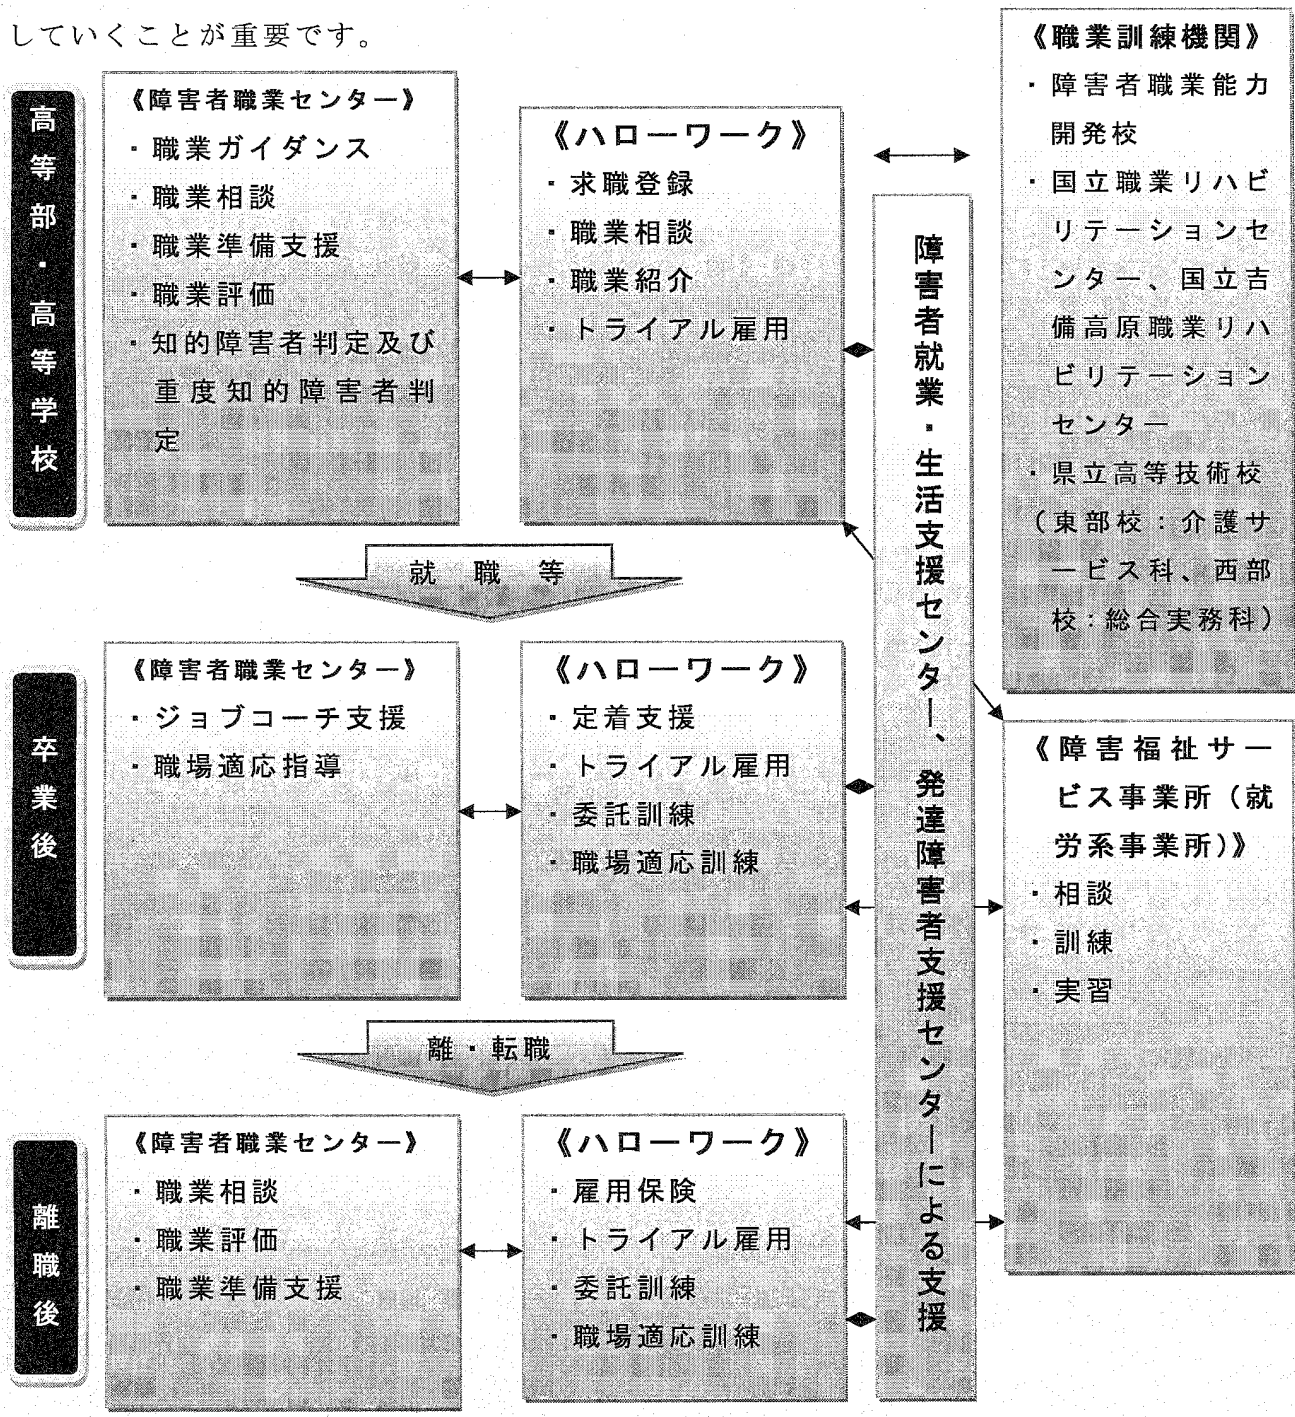 していくことが重要です。
高等部・高等学校
《障害者職業センター》
・職業ガイダンス
・職業相談
・職業準備支援
・職業評価
・知的障害者判定及び
重度知的障害者判
定
《ハローワーク》
・求職登録
・職業相談
・職業紹介
・トライアル雇用
就職等
卒業後
《障害者職業センター》
・ジョブコーチ支援
・職場適応指導
《ハローワーク》
・定着支援
・トライアル雇用
・委託訓練
・職場適応訓練
離・転職
離職後
《障害者職業センター》
・職業相談
・職業評価
・職業準備支援
《ハローワーク》
・雇用保険
・トライアル雇用
・委託訓練
・職場適応訓練
障害者就業・生活支援センター、発達障害者支援センターによる支援
《職業訓練機関》
・障害者職業能力
開発校
・国立職業リハビ
リテーションセ
ンター、国立吉
備高原職業リハ
ビリテーション
センター
・県立高等技術校
（東部校：介護サ
ービス科、西部
校：総合実務科）
《障害福祉サー
ビス事業所（就
労系事業所）》
・相談
・訓練
・実習